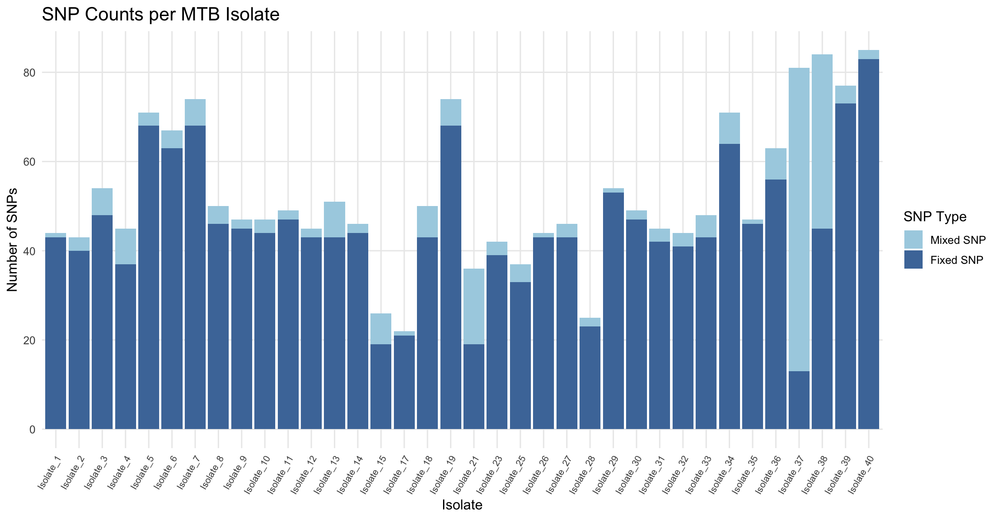 SNP Counts per MTB Isolate
Number of SNPs
80
60
40
20
0
Isolate_1
Isolate_2
Isolate_3
Isolate_4
Isolate_5
Isolate_6
Isolate_7
Isolate_8
Isolate_9
Isolate_10
Isolate_11
Isolate_12
Isolate_13
Isolate_14
Isolate_15
Isolate_17
Isolate_18
Isolate_19
Isolate_21
Isolate_23
Isolate_25
Isolate_26
Isolate_27
Isolate_28
Isolate_29
Isolate_30
Isolate_31
Isolate_32
Isolate_33
Isolate_34
Isolate_35
Isolate_36
Isolate_37
Isolate_38
Isolate_39
Isolate_40
Isolate
SNP Type
Mixed SNP
Fixed SNP